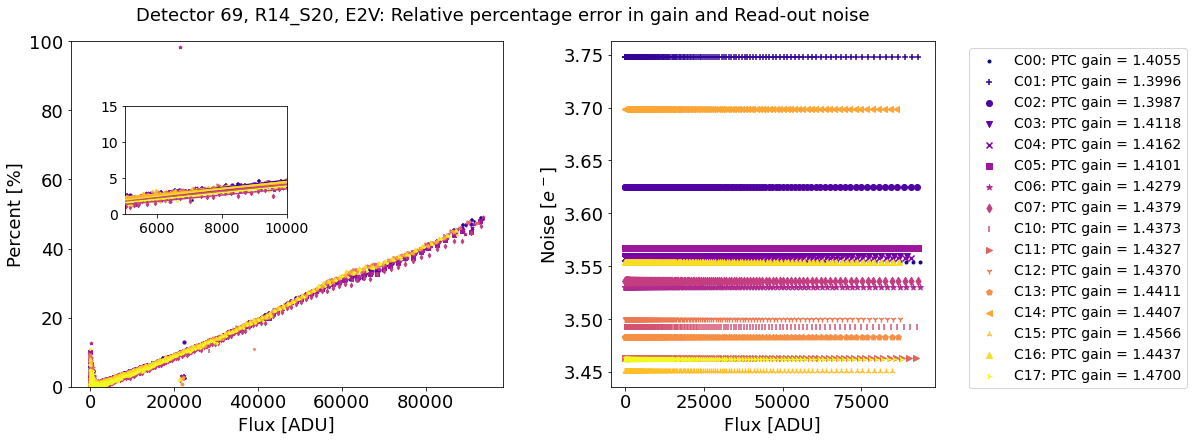 Detector 69, R14_S20, E2V: Relative percentage error in gain and Read-out noise
Percent [%]
100
80
60
40
20
0
15
10
5
0
6000 8000 10000
0 20000 40000 60000 80000
Flux [ADU]
Noise [e⁻]
3.75
3.70
3.65
3.60
3.55
3.50
3.45
0 25000 50000 75000
Flux [ADU]
C00: PTC gain = 1.4055
C01: PTC gain = 1.3996
C02: PTC gain = 1.3987
C03: PTC gain = 1.4118
C04: PTC gain = 1.4162
C05: PTC gain = 1.4101
C06: PTC gain = 1.4279
C07: PTC gain = 1.4379
C10: PTC gain = 1.4373
C11: PTC gain = 1.4327
C12: PTC gain = 1.4370
C13: PTC gain = 1.4411
C14: PTC gain = 1.4407
C15: PTC gain = 1.4566
C16: PTC gain = 1.4437
C17: PTC gain = 1.4700